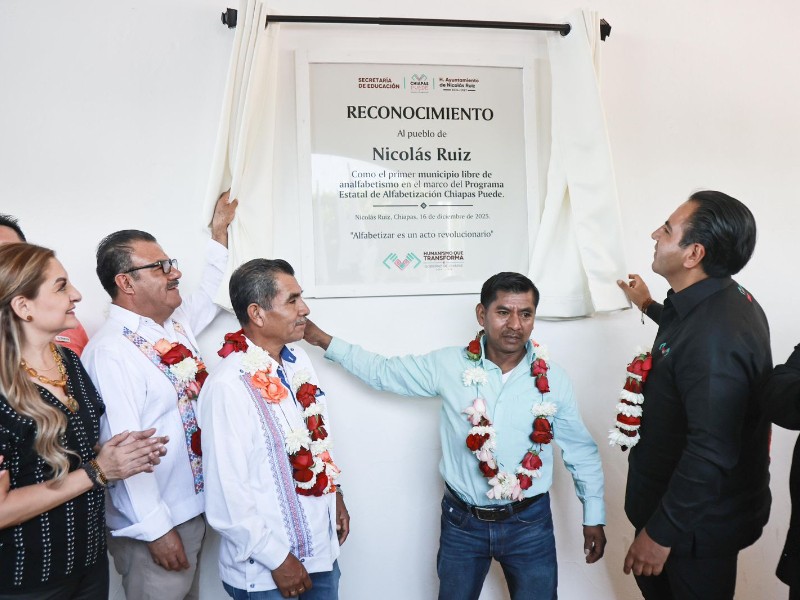 SECRETARÍA
DE EDUCACIÓN
CHIAPAS
PUEDE
H. Ayuntamiento
de Nicolás Ruiz
RECONOCIMIENTO
Al pueblo de
Nicolás Ruiz
Como el primer municipio libre de
analfabetismo en el marco del Programa
Estatal de Alfabetización Chiapas Puede.
Nicolás Ruiz, Chiapas, 16 de diciembre de 2025.
"Alfabetizar es un acto revolucionario"
HUMANISMO QUE
TRANSFORMA